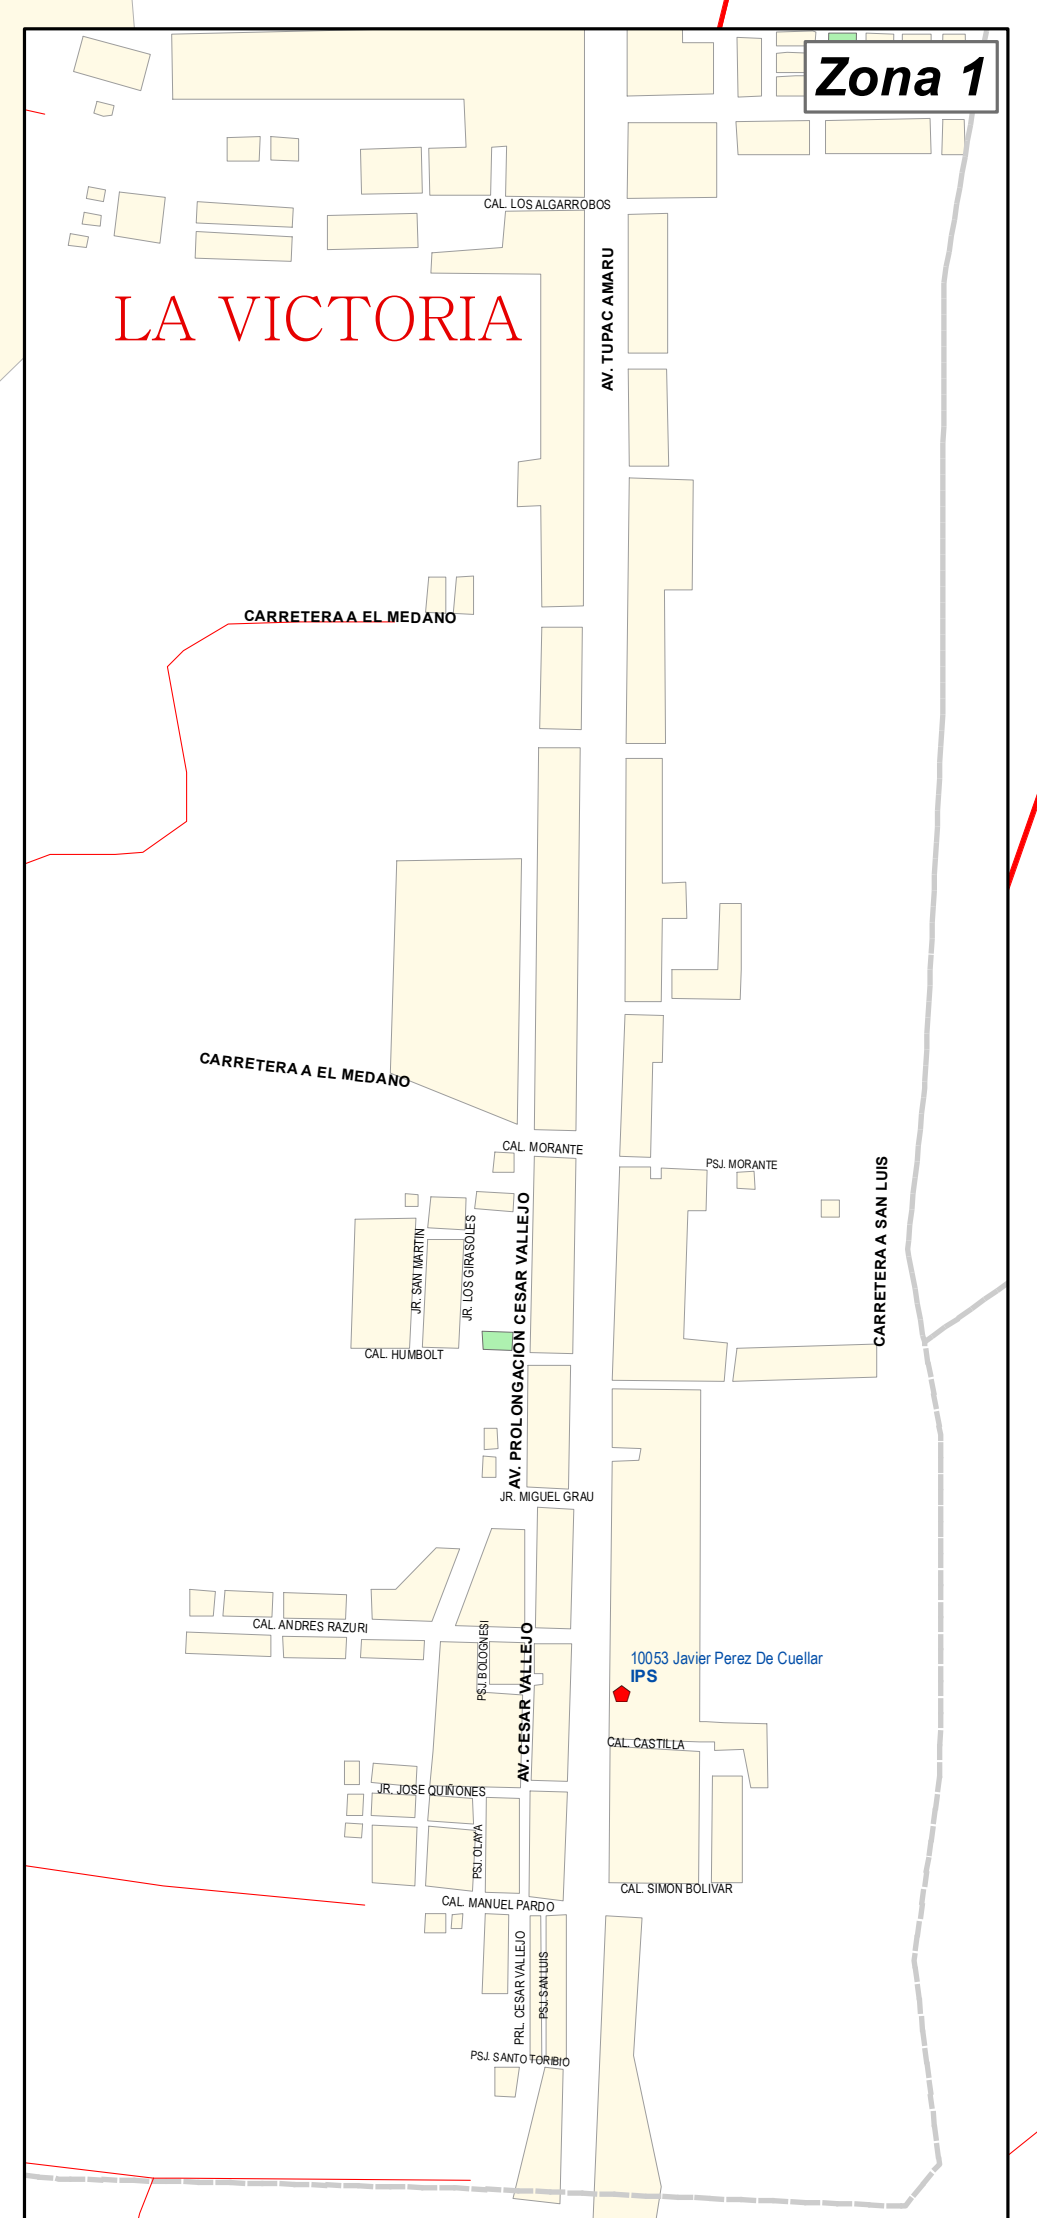 Zona 1
CAL. LOS ALGARROBOS
AV. TUPAC AMARU
LA VICTORIA
CARRETERA A EL MEDANO
CARRETERA A EL MEDANO
CAL. MORANTE
PSJ. MORANTE
CARRETERA A SAN LUIS
AV. PROLONGACION CESAR VALLEJO
JR. SAN MARTIN
JR. LOS GIRASOLES
CAL. HUMBOLT
JR. MIGUEL GRAU
CAL. ANDRES RAZURI
PSJ. BOLOGNESI
AV. CESAR VALLEJO
10053 Javier Perez De Cuellar
IPS
CAL. CASTILLA
JR. JOSE QUIÑONES
PSJ. OLAYA
CAL. SIMON BOLIVAR
CAL. MANUEL PARDO
PRL. CESAR VALLEJO
PSJ. SAN LUIS
PSJ. SANTO TORIBIO